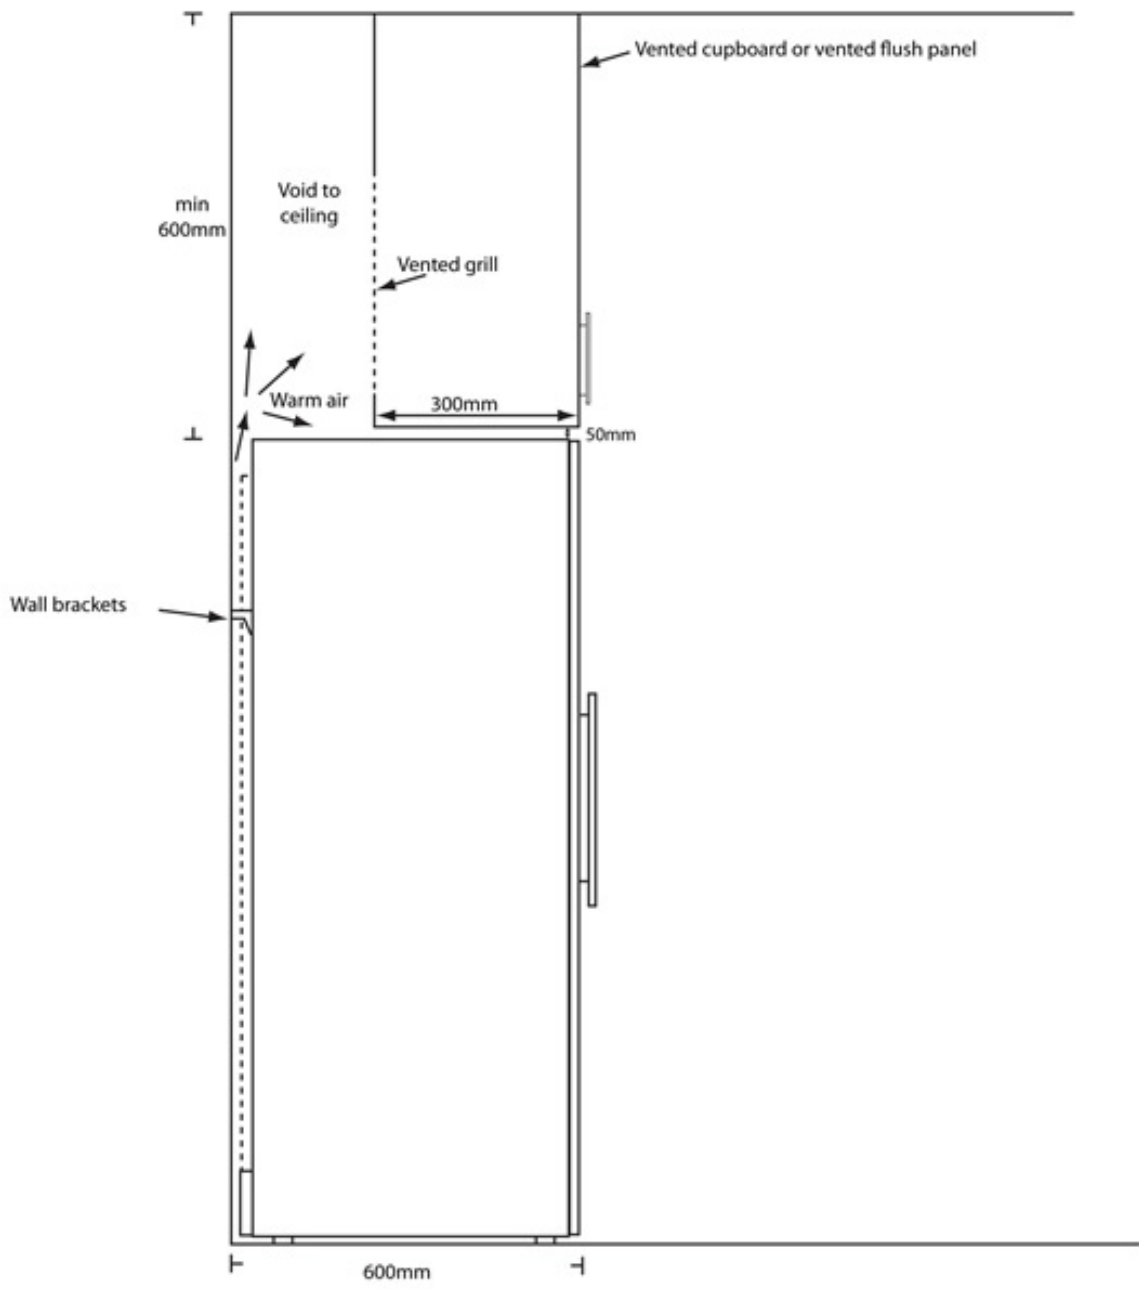 Vented cupboard or vented flush panel
Void to
ceiling
min
600mm
Vented grill
Warm air
300mm
50mm
Wall brackets
600mm